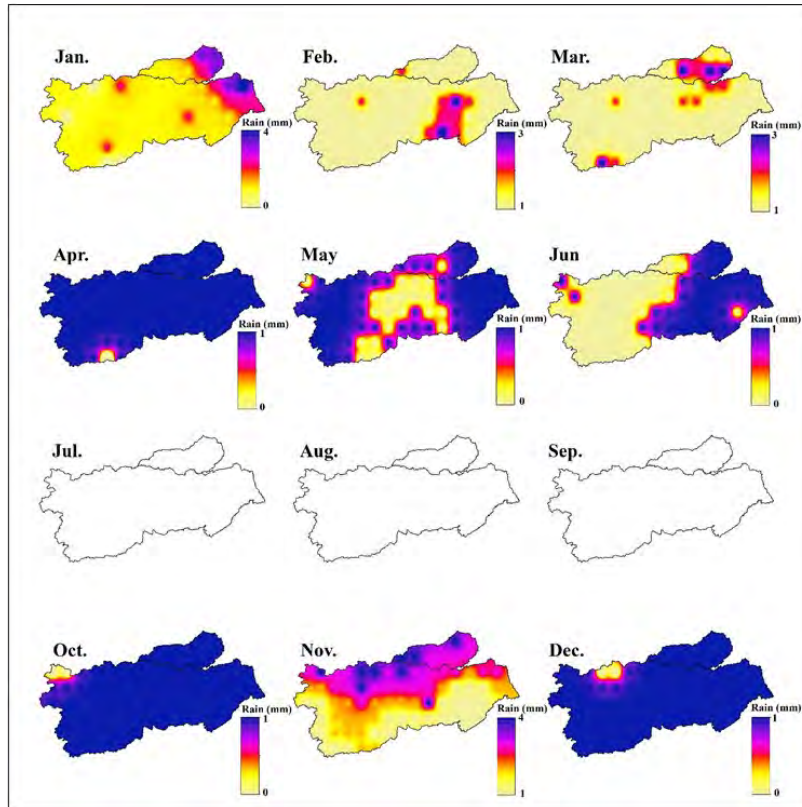 Jan.
Feb.
Mar.
Rain (mm)
4
0
Rain (mm)
3
1
Rain (mm)
3
1
Apr.
May
Jun
Rain (mm)
1
0
Rain (mm)
1
0
Rain (mm)
1
0
Jul.
Aug.
Sep.
Oct.
Nov.
Dec.
Rain (mm)
1
0
Rain (mm)
4
1
Rain (mm)
1
0